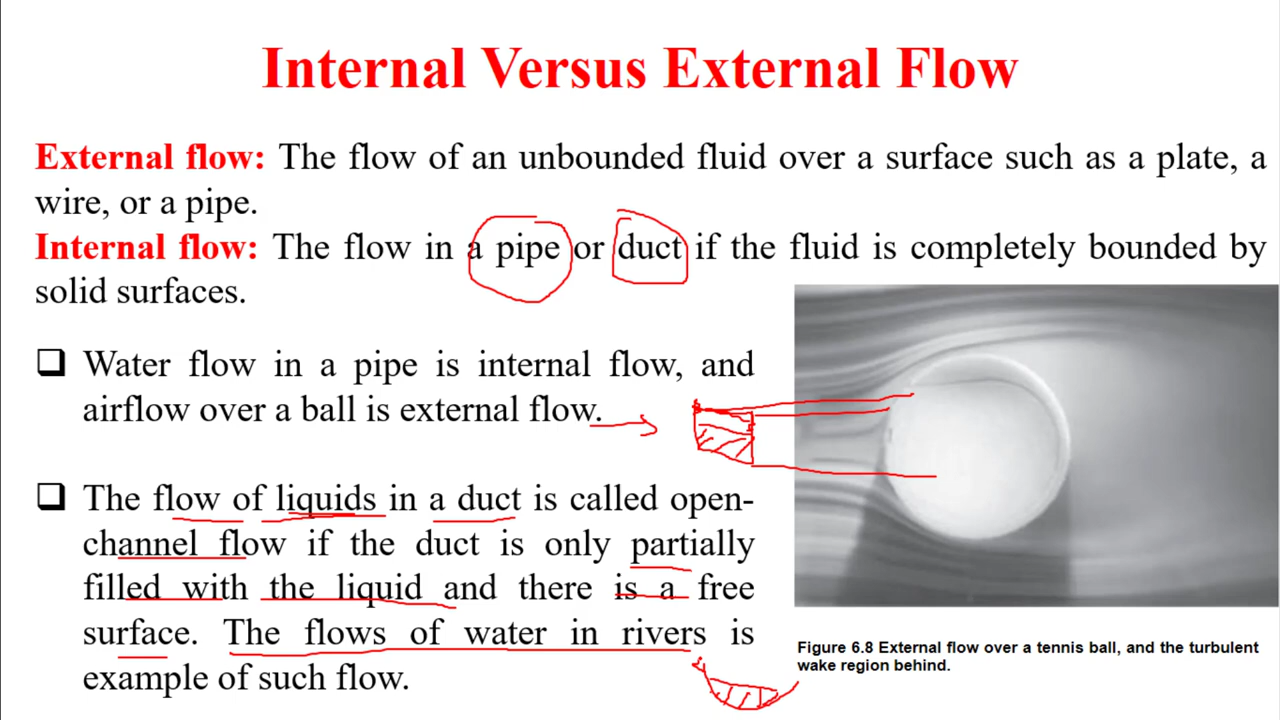 Internal Versus External Flow
External flow: The flow of an unbounded fluid over a surface such as a plate, a
wire, or a pipe.
Internal flow: The flow in a pipe or duct if the fluid is completely bounded by
solid surfaces.
❑ Water flow in a pipe is internal flow, and
airflow over a ball is external flow.
❑ The flow of liquids in a duct is called open-
channel flow if the duct is only partially
filled with the liquid and there is a free
surface. The flows of water in rivers is
example of such flow.
Figure 6.8 External flow over a tennis ball, and the turbulent
wake region behind.